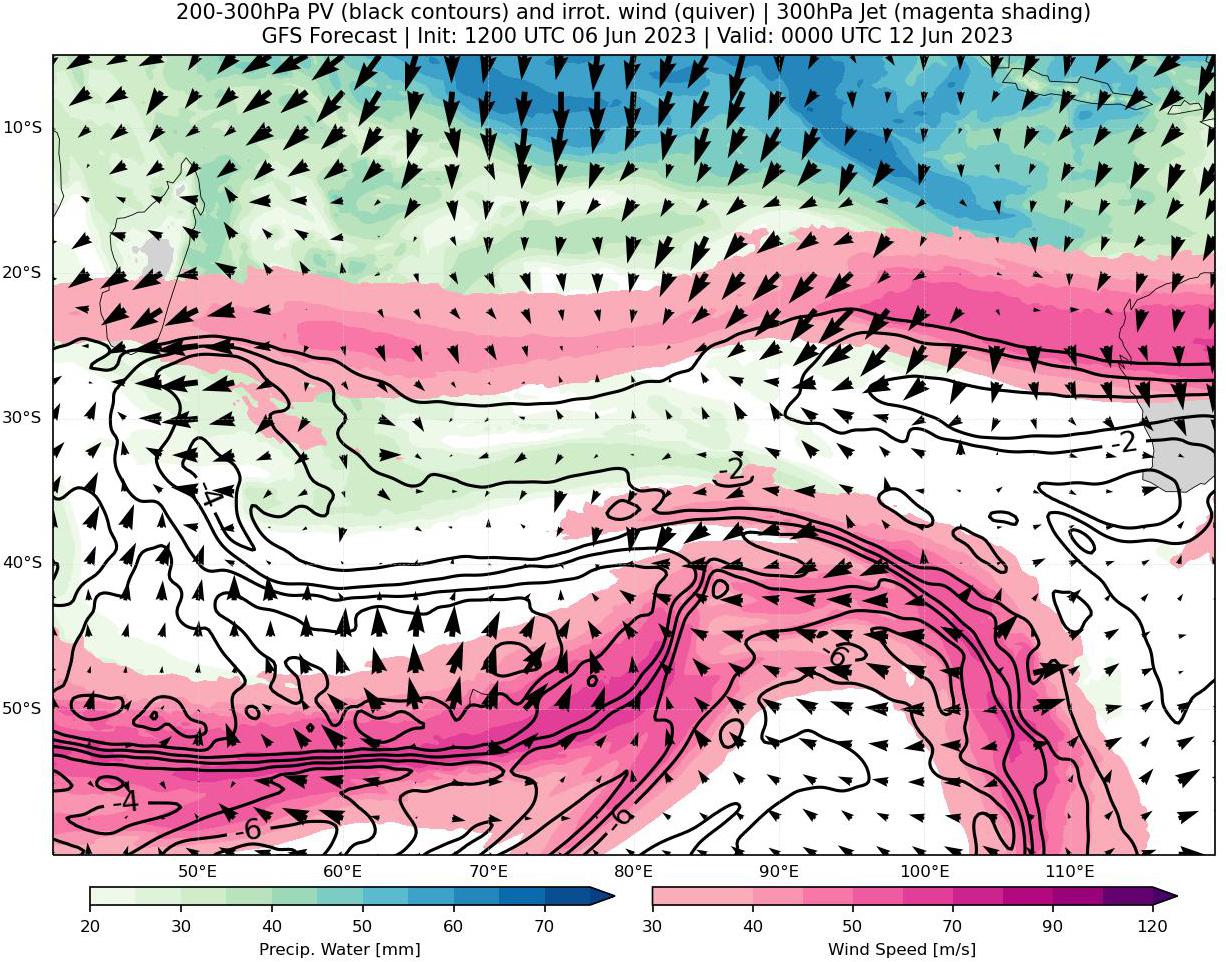 200-300hPa PV (black contours) and irrot. wind (quiver) | 300hPa Jet (magenta shading)
GFS Forecast | Init: 1200 UTC 06 Jun 2023 | Valid: 0000 UTC 12 Jun 2023
10°S
20°S
30°S
-2
-2
-4
40°S
-6
50°S
-4
-6
-6
50°E 60°E 70°E 80°E 90°E 100°E 110°E
20 30 40 50 60 70
30 40 50 70 90 120
Precip. Water [mm]
Wind Speed [m/s]